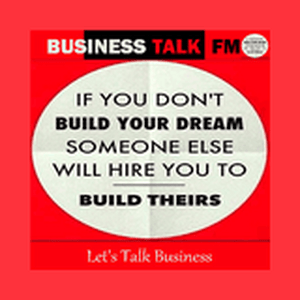 BUSINESS TALK FM
IF YOU DON'T
BUILD YOUR DREAM
SOMEONE ELSE
WILL HIRE YOU TO
BUILD THEIRS
Let's Talk Business